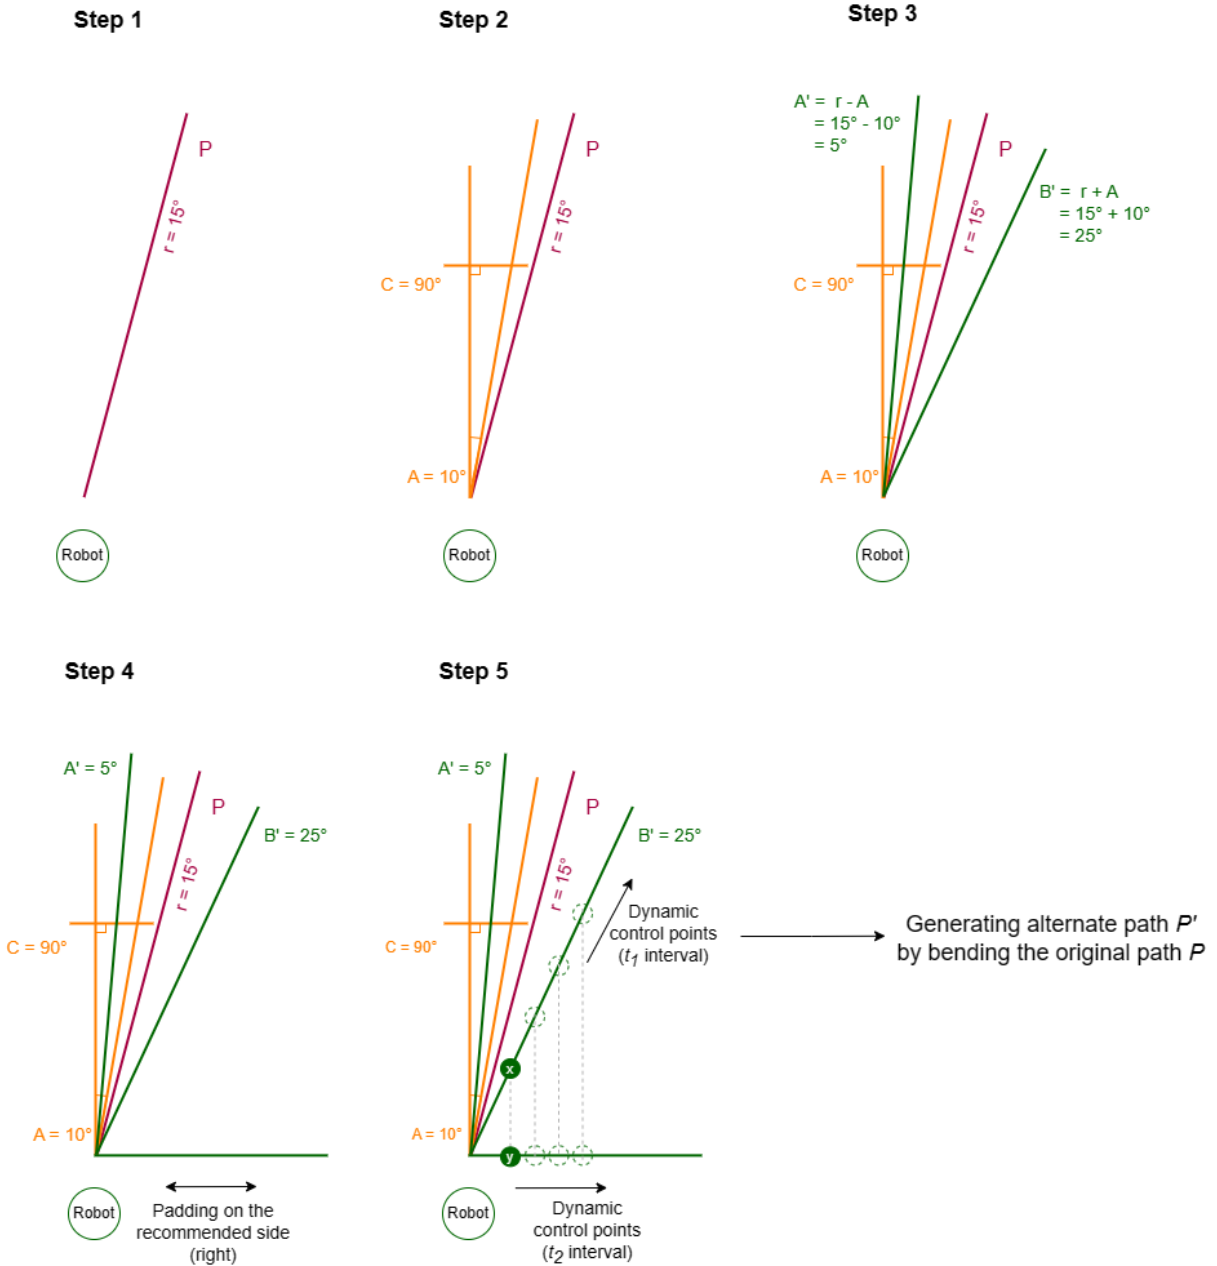 Step 1
P
r = 15°
Robot
Step 2
P
r = 15°
C = 90°
A = 10°
Robot
Step 3
A' = r - A
= 15° - 10°
= 5°
P
r = 15°
B' = r + A
= 15° + 10°
= 25°
C = 90°
A = 10°
Robot
Step 4
A' = 5°
P
B' = 25°
r = 15°
C = 90°
A = 10°
Robot
Padding on the
recommended side
(right)
Step 5
A' = 5°
P
B' = 25°
r = 15°
C = 90°
Dynamic
control points
(t1 interval)
x
A = 10°
y
Robot
Dynamic
control points
(t2 interval)
Generating alternate path P'
by bending the original path P